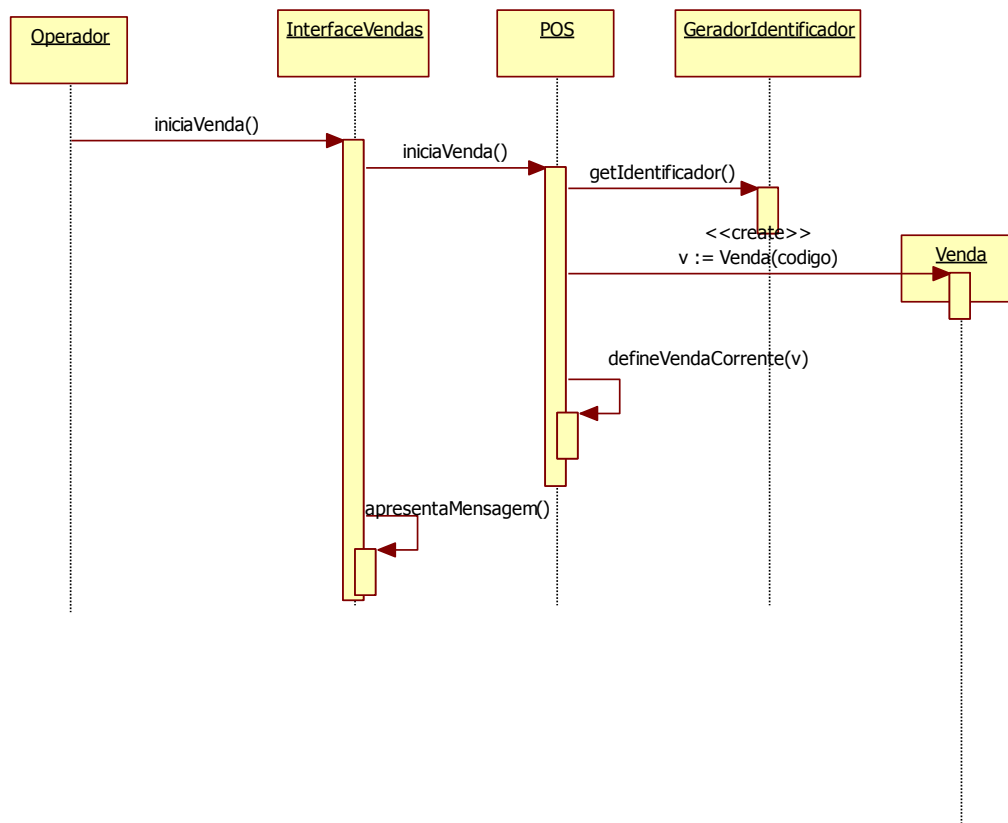 Operador
InterfaceVendas
POS
GeradorIdentificador
iniciaVenda()
iniciaVenda()
getIdentificador()
<<create>>
v := Venda(codigo)
Venda
defineVendaCorrente(v)
apresentaMensagem()